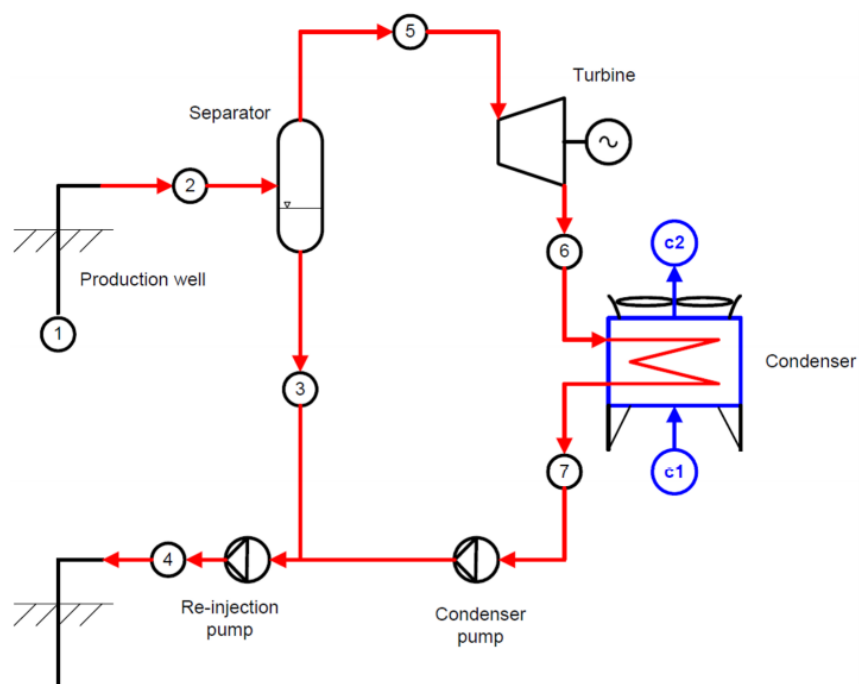 5
Turbine
Separator
2
6
c2
Production well
1
Condenser
3
7
c1
4
Re-injection
pump
Condenser
pump